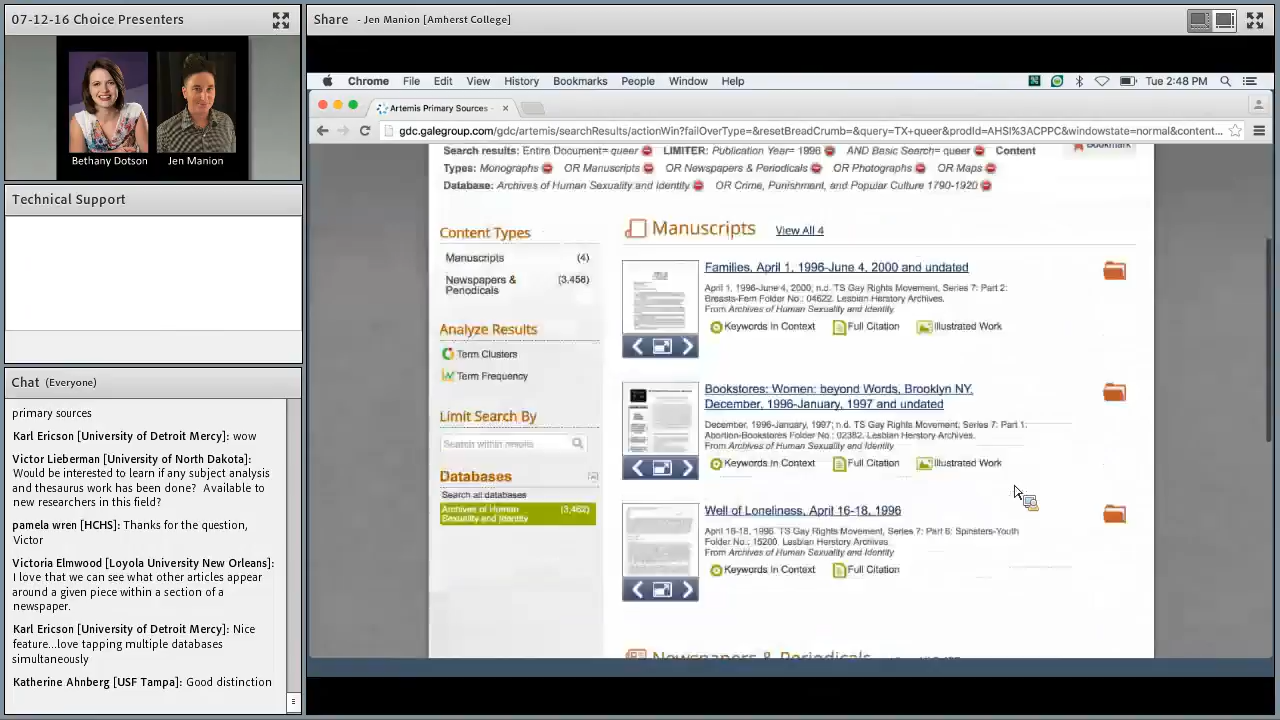 07-12-16 Choice Presenters
Bethany Dotson
Jen Manion
Technical Support
Chat (Everyone)
primary sources
Karl Ericson [University of Detroit Mercy]: wow
Victor Lieberman [University of North Dakota]:
Would be interested to learn if any subject analysis
and thesaurus work has been done? Available to
new researchers in this field?
pamela wren [HCHS]: Thanks for the question,
Victor
Victoria Elmwood [Loyola University New Orleans]:
I love that we can see what other articles appear
around a given piece within a section of a
newspaper.
Karl Ericson [University of Detroit Mercy]: Nice
feature...love tapping multiple databases
simultaneously
Katherine Ahnberg [USF Tampa]: Good distinction
Share - Jen Manion [Amherst College]
Chrome File Edit View History Bookmarks People Window Help
Tue 2:48 PM
Artemis Primary Sources -
gdc.galegroup.com/gdc/artemis/searchResults/actionWin?failOverType=&resetBreadCrumb=&query=TX+queer&prodId=AHSI%3ACPPC&windowstate=normal&content...
Search results: Entire Document= queer LIMITER: Publication Year= 1996 AND Basic Search= queer Content
Bookmark
Types: Monographs OR Manuscripts OR Newspapers & Periodicals OR Photographs OR Maps
Database: Archives of Human Sexuality and Identity OR Crime, Punishment, and Popular Culture 1790-1920
Content Types
Manuscripts (4)
Newspapers & (3,458)
Periodicals
Analyze Results
Term Clusters
Term Frequency
Limit Search By
Search within results
Databases
Search all databases
Archives of Human (3,462)
Sexuality and Identity
Manuscripts View All 4
Families, April 1, 1996-June 4, 2000 and undated
April 1, 1996-June 4, 2000; n.d. TS Gay Rights Movement, Series 7: Part 2:
Breasts-Fem Folder No.: 04622. Lesbian Herstory Archives.
From Archives of Human Sexuality and Identity
Keywords in Context Full Citation Illustrated Work
Bookstores: Women: beyond Words, Brooklyn NY,
December, 1996-January, 1997 and undated
December, 1996-January, 1997; n.d. TS Gay Rights Movement, Series 7: Part 1:
Abortion-Bookstores Folder No.: 02382. Lesbian Herstory Archives.
From Archives of Human Sexuality and Identity
Keywords in Context Full Citation Illustrated Work
Well of Loneliness, April 16-18, 1996
April 16-18, 1996 TS Gay Rights Movement, Series 7: Part 6: Spinsters-Youth
Folder No.: 15200. Lesbian Herstory Archives.
From Archives of Human Sexuality and Identity
Keywords in Context Full Citation
Newspapers & Periodicals